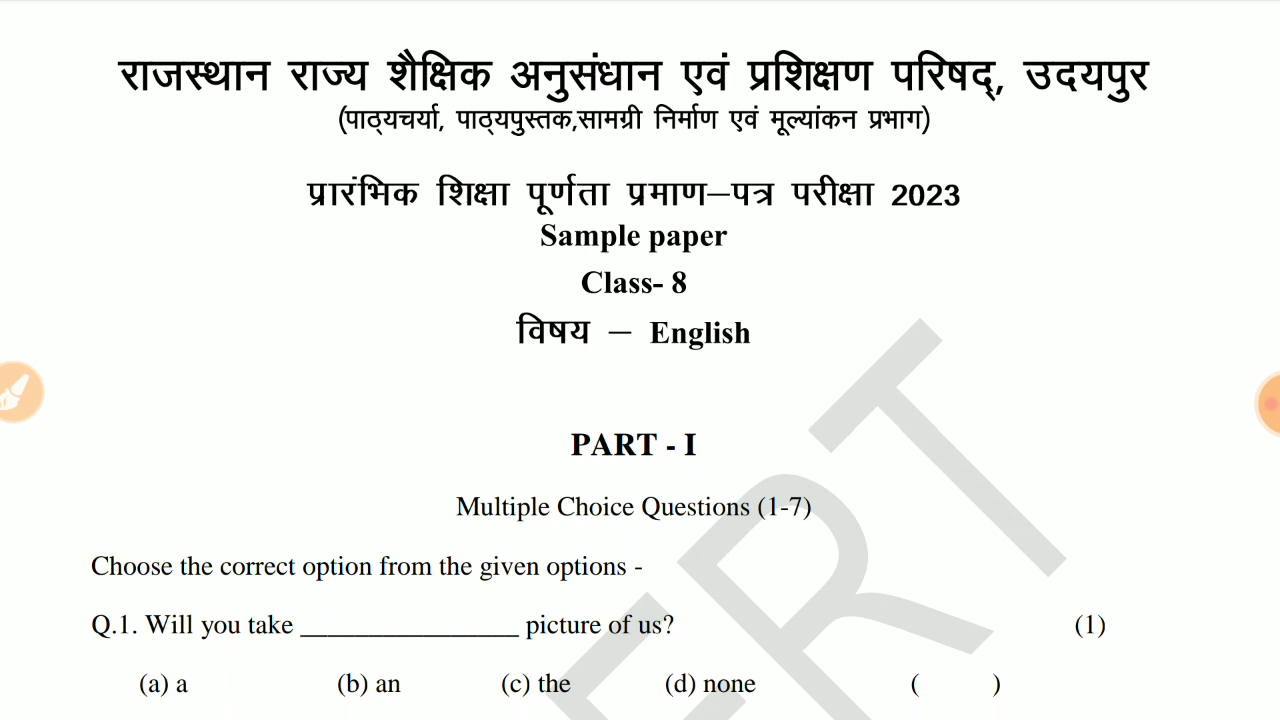 राजस्थान राज्य शैक्षिक अनुसंधान एवं प्रशिक्षण परिषद्, उदयपुर
(पाठ्यचर्या, पाठ्यपुस्तक,सामग्री निर्माण एवं मूल्यांकन प्रभाग)
प्रारंभिक शिक्षा पूर्णता प्रमाण–पत्र परीक्षा 2023
Sample paper
Class- 8
विषय – English
PART - I
Multiple Choice Questions (1-7)
Choose the correct option from the given options -
Q.1. Will you take ________________ picture of us? (1)
(a) a (b) an (c) the (d) none ( )
ERT